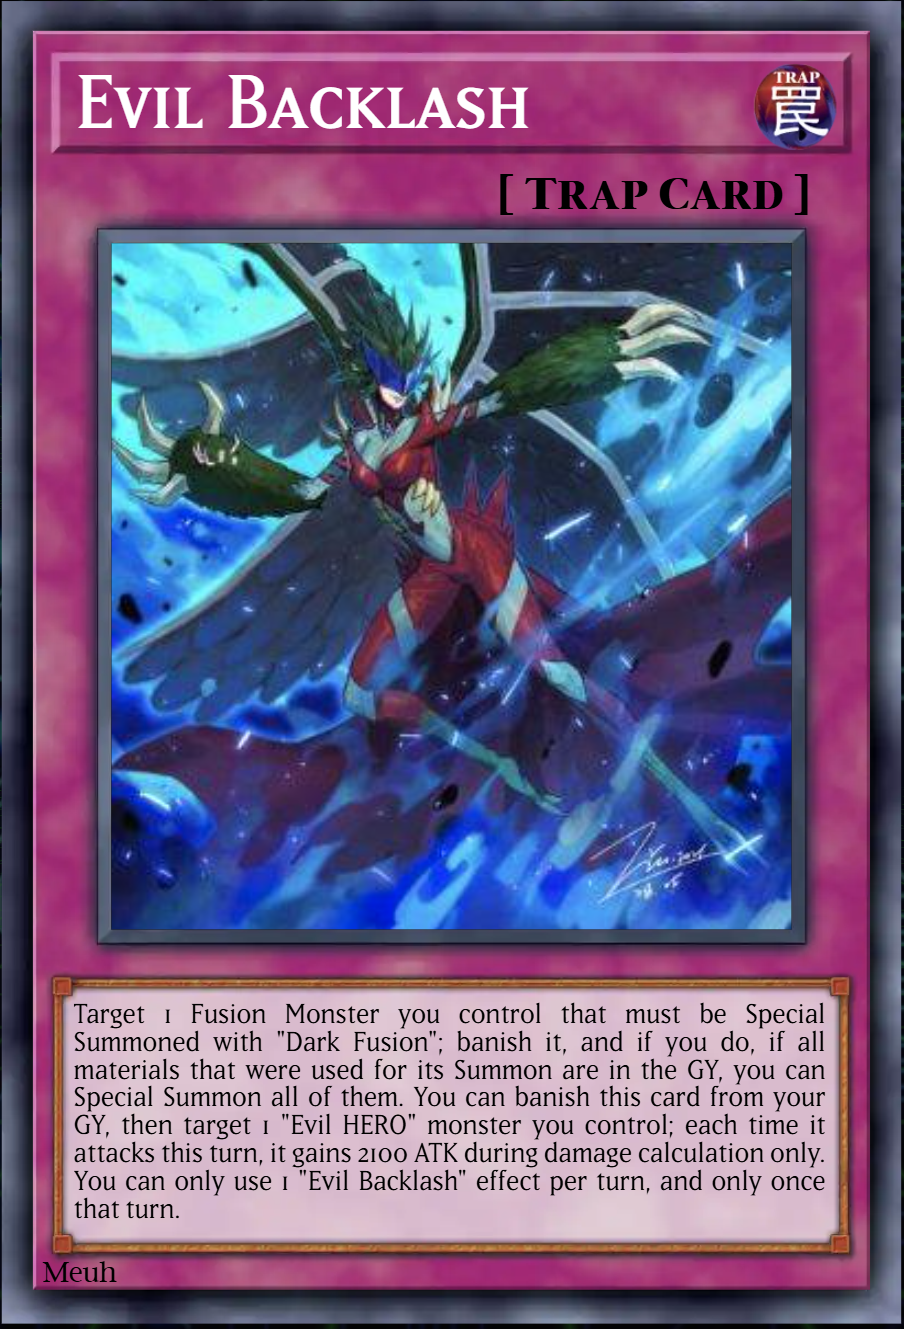 Evil Backlash
TRAP
罠
[ Trap Card ]
Target 1 Fusion Monster you control that must be Special
Summoned with "Dark Fusion"; banish it, and if you do, if all
materials that were used for its Summon are in the GY, you can
Special Summon all of them. You can banish this card from your
GY, then target 1 "Evil HERO" monster you control; each time it
attacks this turn, it gains 2100 ATK during damage calculation only.
You can only use 1 "Evil Backlash" effect per turn, and only once
that turn.
Meuh